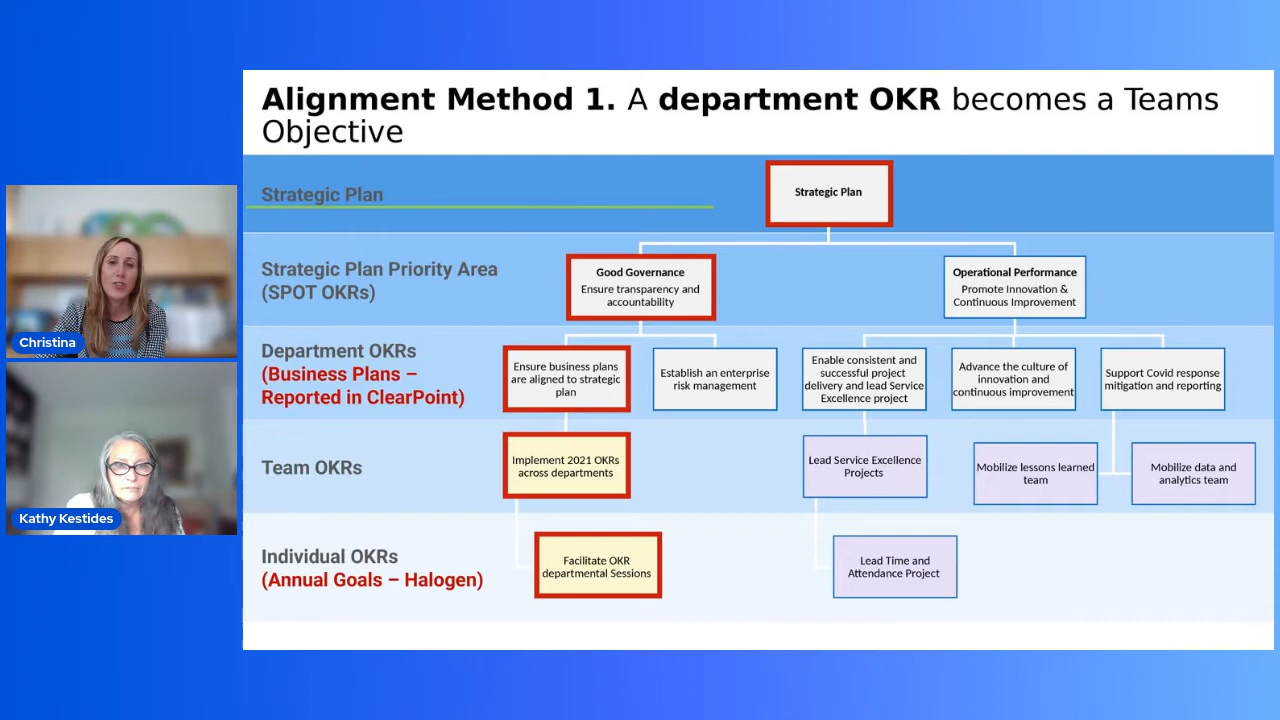 Alignment Method 1. A department OKR becomes a Teams
Objective
Strategic Plan
Strategic Plan
Strategic Plan Priority Area
(SPOT OKRs)
Good Governance
Ensure transparency and
accountability
Operational Performance
Promote Innovation &
Continuous Improvement
Department OKRs
(Business Plans –
Reported in ClearPoint)
Ensure business plans
are aligned to strategic
plan
Establish an enterprise
risk management
Enable consistent and
successful project
delivery and lead Service
Excellence project
Advance the culture of
innovation and
continuous improvement
Support Covid response
mitigation and reporting
Team OKRs
Implement 2021 OKRs
across departments
Lead Service Excellence
Projects
Mobilize lessons learned
team
Mobilize data and
analytics team
Individual OKRs
(Annual Goals – Halogen)
Facilitate OKR
departmental Sessions
Lead Time and
Attendance Project
Christina
Kathy Kestides